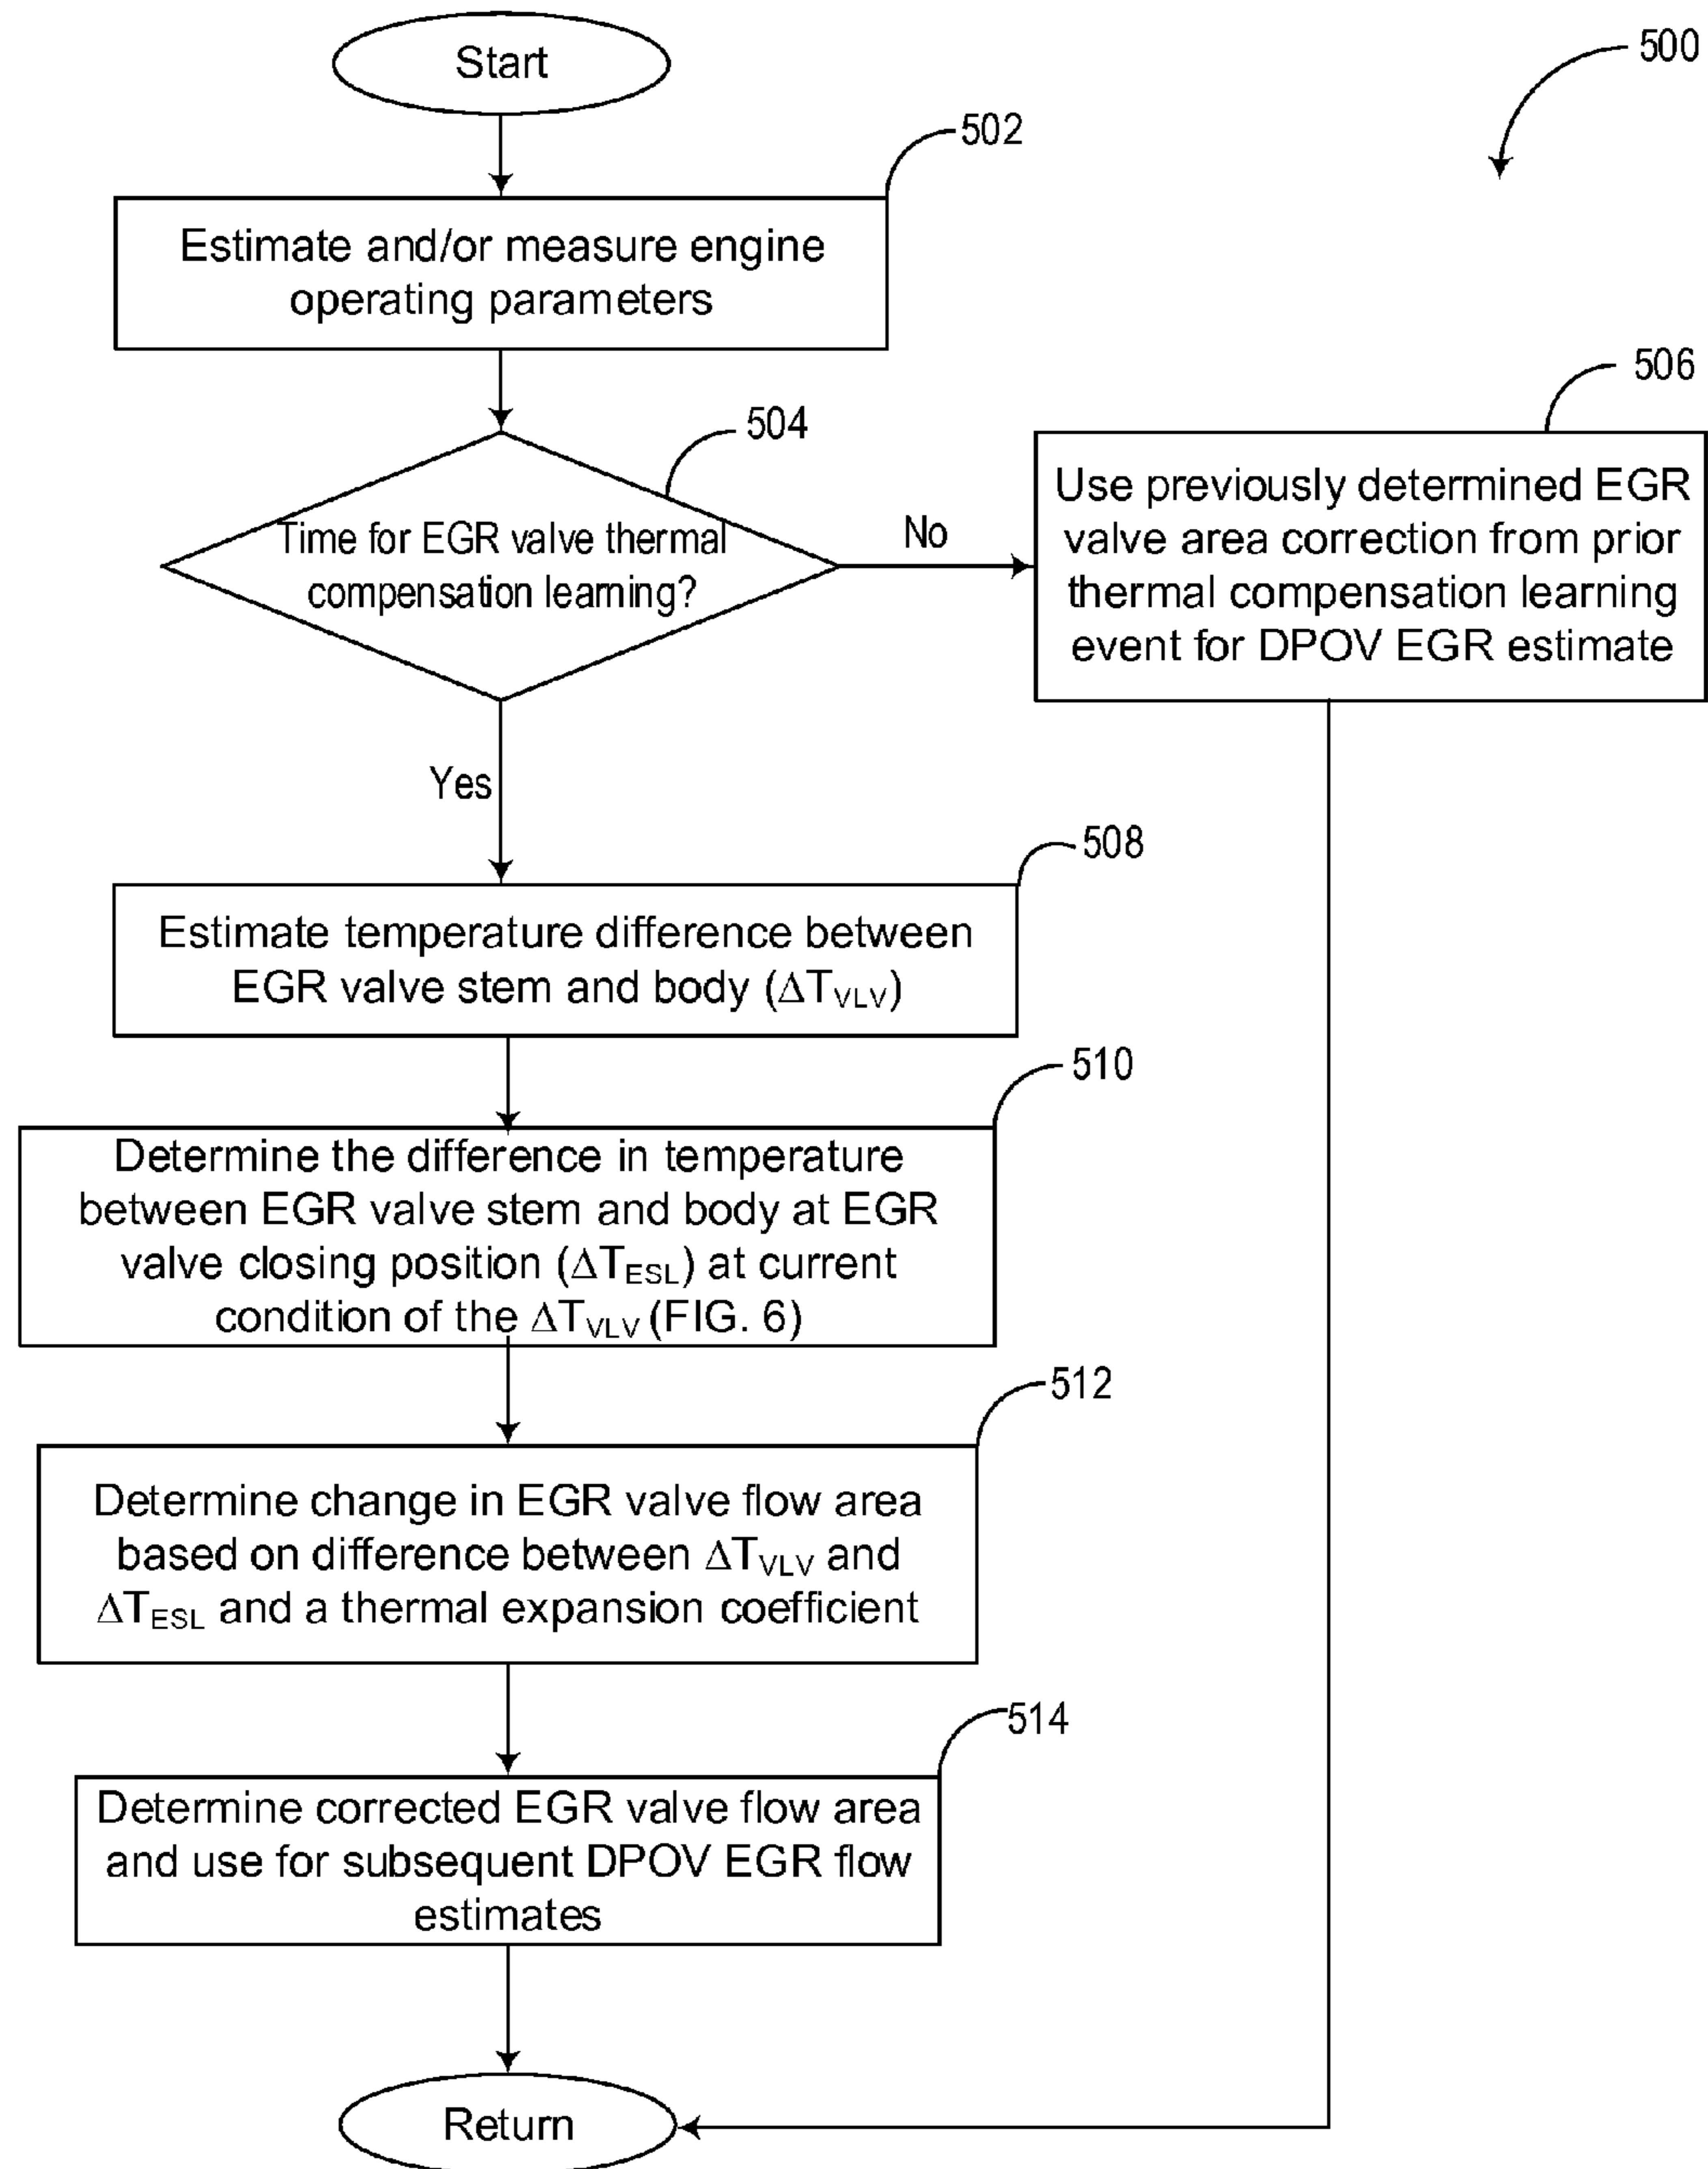 Start
500
502
Estimate and/or measure engine
operating parameters
504
Time for EGR valve thermal
compensation learning?
No
506
Use previously determined EGR
valve area correction from prior
thermal compensation learning
event for DPOV EGR estimate
Yes
508
Estimate temperature difference between
EGR valve stem and body (ΔT_VLV)
510
Determine the difference in temperature
between EGR valve stem and body at EGR
valve closing position (ΔT_ESL) at current
condition of the ΔT_VLV (FIG. 6)
512
Determine change in EGR valve flow area
based on difference between ΔT_VLV and
ΔT_ESL and a thermal expansion coefficient
514
Determine corrected EGR valve flow area
and use for subsequent DPOV EGR flow
estimates
Return